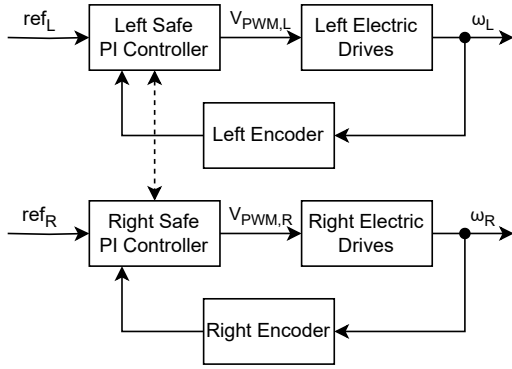 ref_L
Left Safe
PI Controller
V_PWM,L
Left Electric
Drives
ω_L
Left Encoder
ref_R
Right Safe
PI Controller
V_PWM,R
Right Electric
Drives
ω_R
Right Encoder